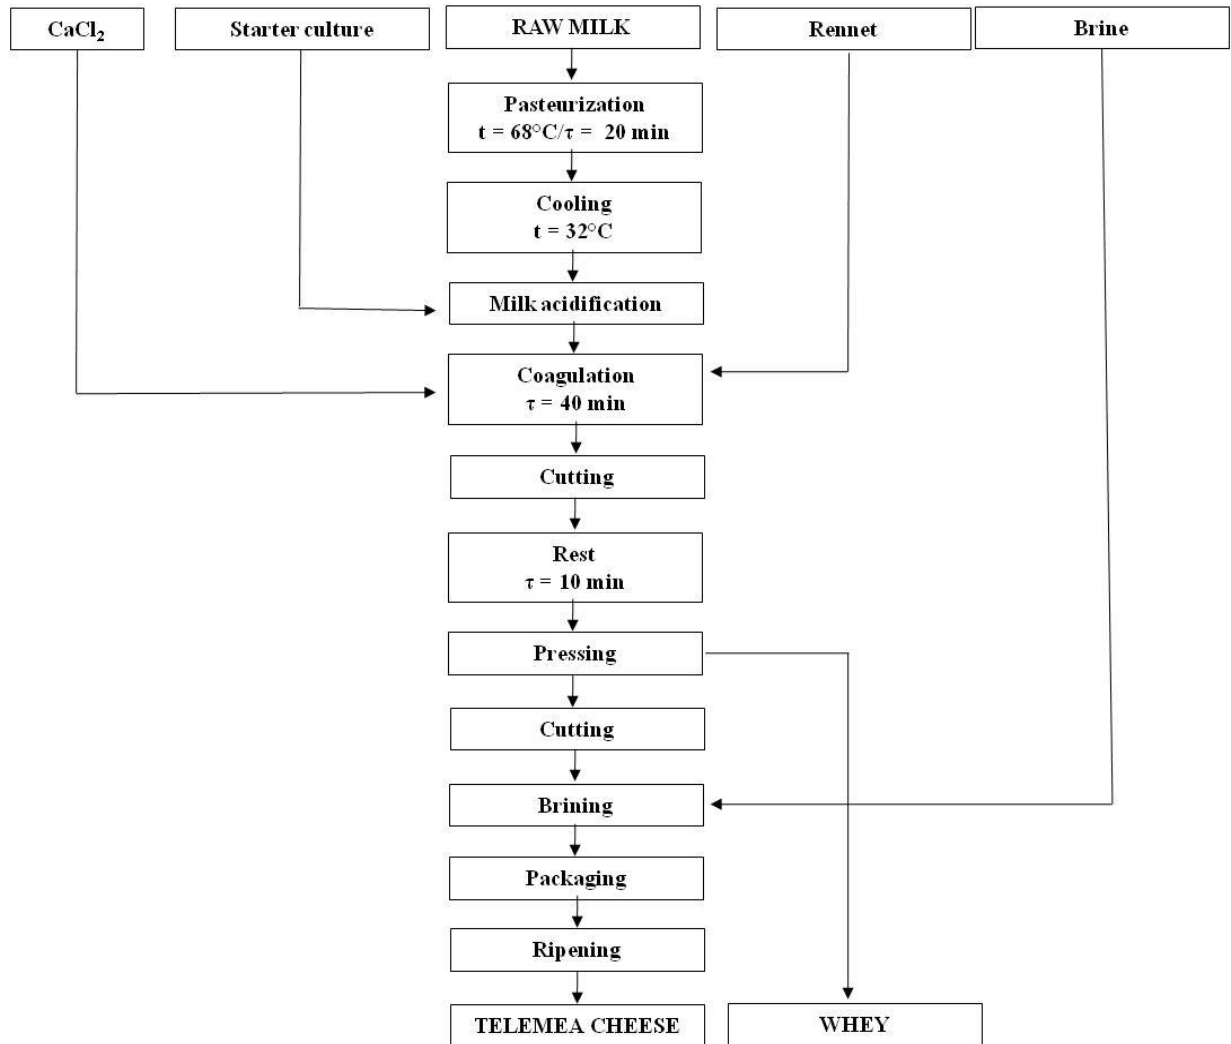 CaCl₂
Starter culture
RAW MILK
Rennet
Brine
Pasteurization
t = 68°C/τ = 20 min
Cooling
t = 32°C
Milk acidification
Coagulation
τ = 40 min
Cutting
Rest
τ = 10 min
Pressing
Cutting
Brining
Packaging
Ripening
TELEMEA CHEESE
WHEY